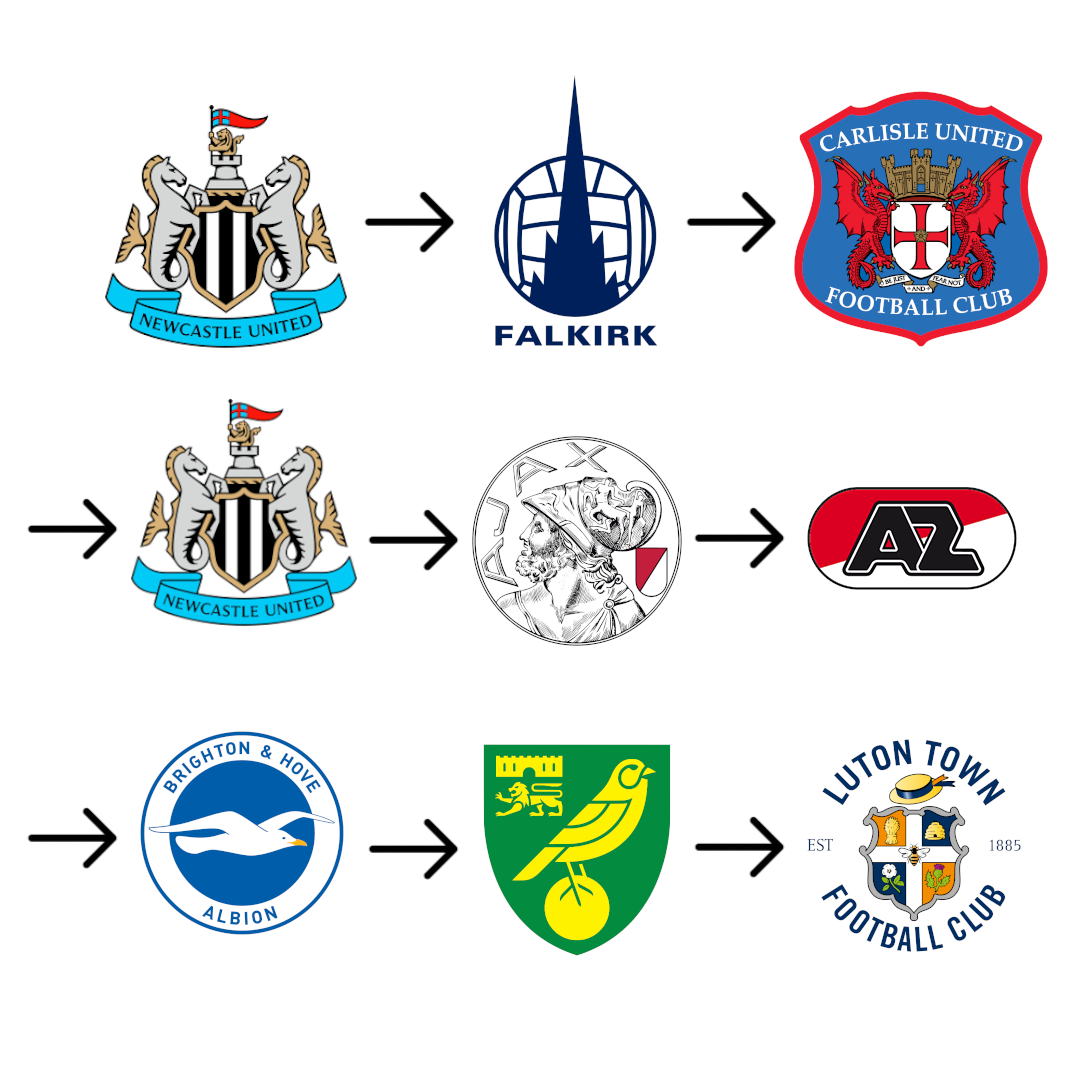 NEWCASTLE UNITED
FALKIRK
CARLISLE UNITED
BE JUST AND FEAR NOT
FOOTBALL CLUB
NEWCASTLE UNITED
AJAX
AZ
BRIGHTON & HOVE
ALBION
LUTON TOWN
EST 1885
FOOTBALL CLUB